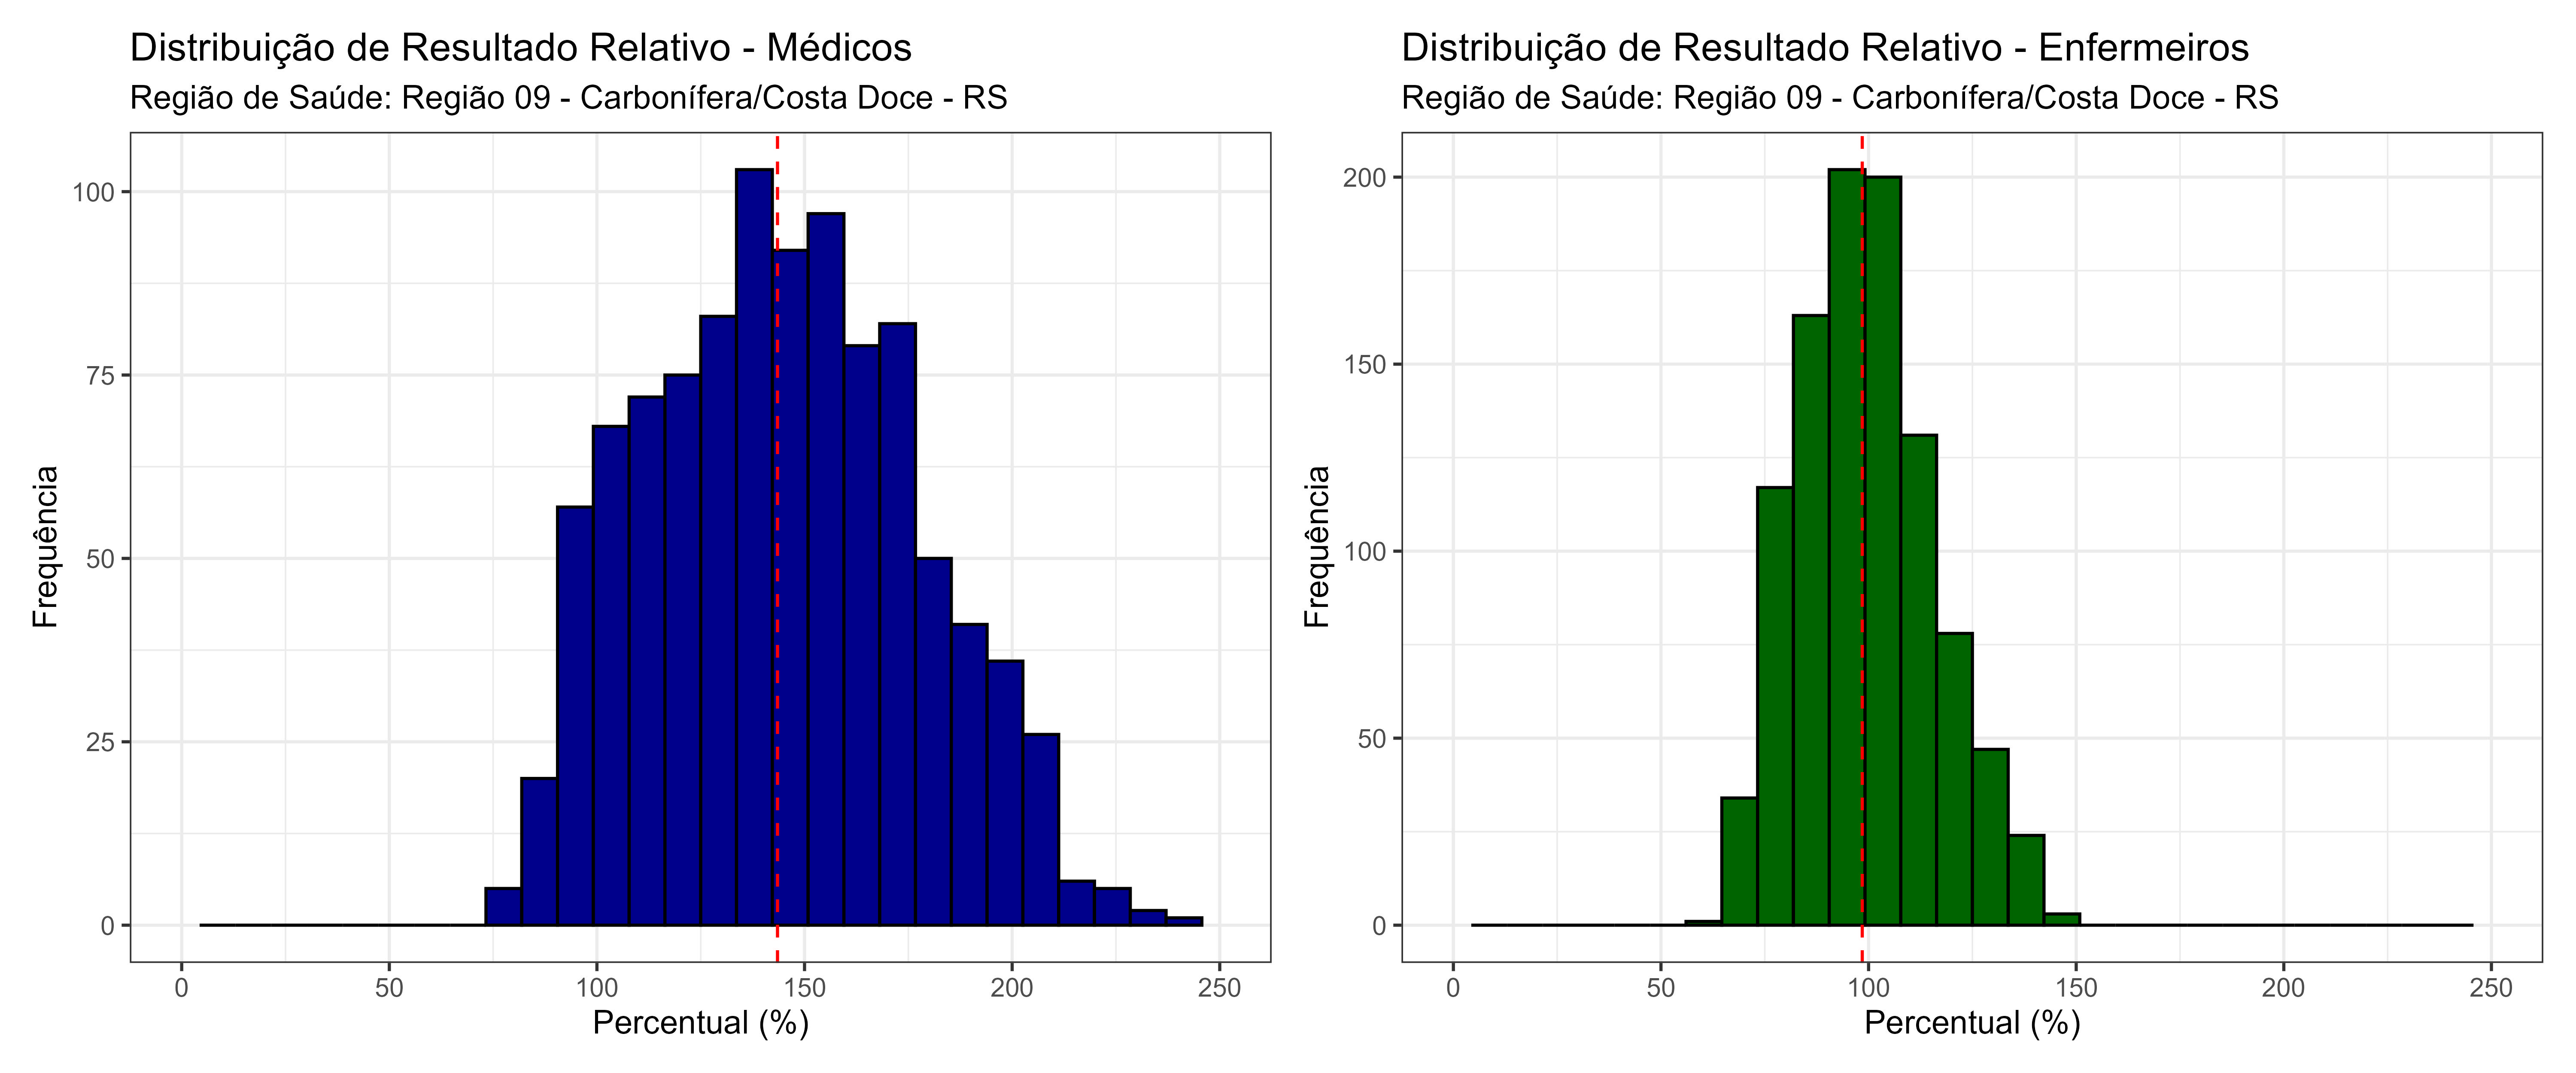 Distribuição de Resultado Relativo - Médicos
Região de Saúde: Região 09 - Carbonífera/Costa Doce - RS
Frequência
100
75
50
25
0
0 50 100 150 200 250
Percentual (%)
Distribuição de Resultado Relativo - Enfermeiros
Região de Saúde: Região 09 - Carbonífera/Costa Doce - RS
Frequência
200
150
100
50
0
0 50 100 150 200 250
Percentual (%)